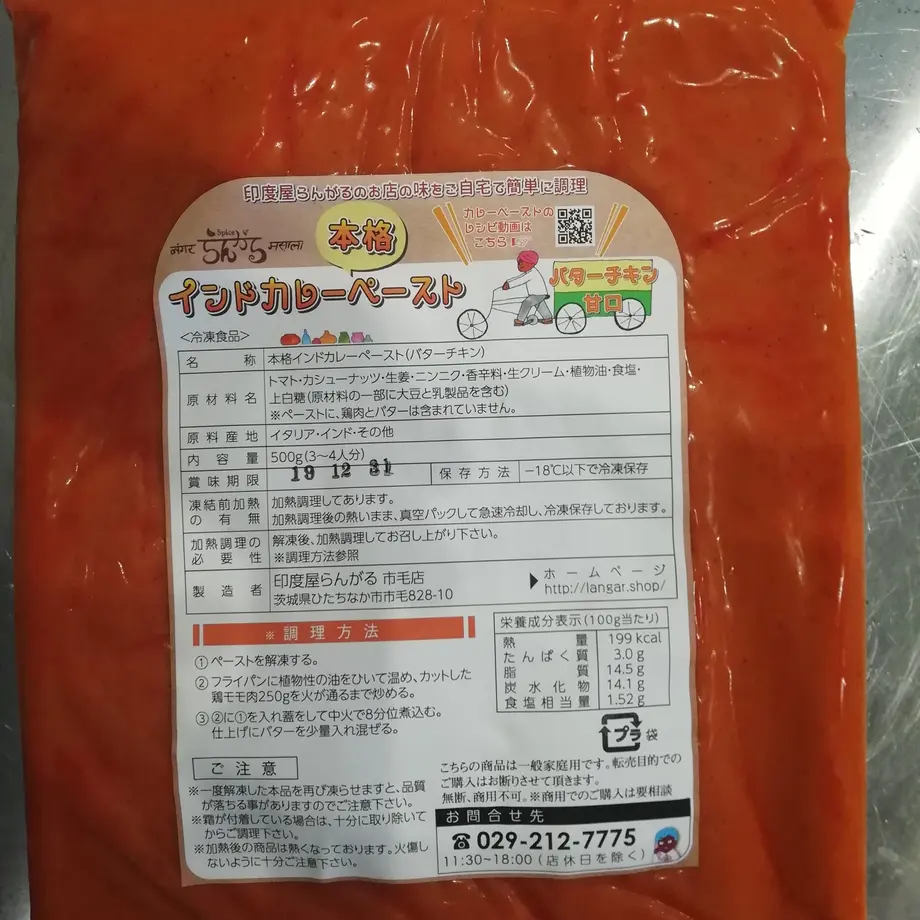 印度屋らんがるのお店の味をご自宅で簡単に調理
カレーペーストの
レシピ動画は
こちら
Spice
लंगर らんがる मसाला
本格
インドカレーペースト
バターチキン
甘口
<冷凍食品>
名称 本格インドカレーペースト(バターチキン)
原材料名 トマト・カシューナッツ・生姜・ニンニク・香辛料・生クリーム・植物油・食塩・
上白糖(原材料の一部に大豆と乳製品を含む)
※ペーストに、鶏肉とバターは含まれていません。
原料産地 イタリア・インド・その他
内容量 500g(3~4人分)
賞味期限 19 12 31 保存方法 -18℃以下で冷凍保存
凍結前加熱の有無 加熱調理してあります。
加熱調理後の熱いまま、真空パックして急速冷却し、冷凍保存しております。
加熱調理の必要性 解凍後、加熱調理してお召し上がり下さい。
※調理方法参照
製造者 印度屋らんがる 市毛店
茨城県ひたちなか市市毛828-10
▶ホームページ
http://langar.shop/
※調理方法
①ペーストを解凍する。
②フライパンに植物性の油をひいて温め、カットした
鶏モモ肉250gを火が通るまで炒める。
③②に①を入れ蓋をして中火で8分位煮込む。
仕上げにバターを少量入れ混ぜる。
栄養成分表示(100g当たり)
熱量 199kcal
たんぱく質 3.0g
脂質 14.5g
炭水化物 14.1g
食塩相当量 1.52g
プラ 袋
ご注意
※一度解凍した本品を再び凍らせますと、品質
が落ちる事がありますのでご注意下さい。
※霜が付着している場合は、十分に取り除いて
からご調理下さい。
※加熱後の商品は熱くなっております。火傷し
ないように十分ご注意下さい。
こちらの商品は一般家庭用です。転売目的での
ご購入はお断りさせて頂きます。
無断、商用不可。※商用でのご購入は要相談
お問合せ先
☎029-212-7775
11:30~18:00(店休日を除く)